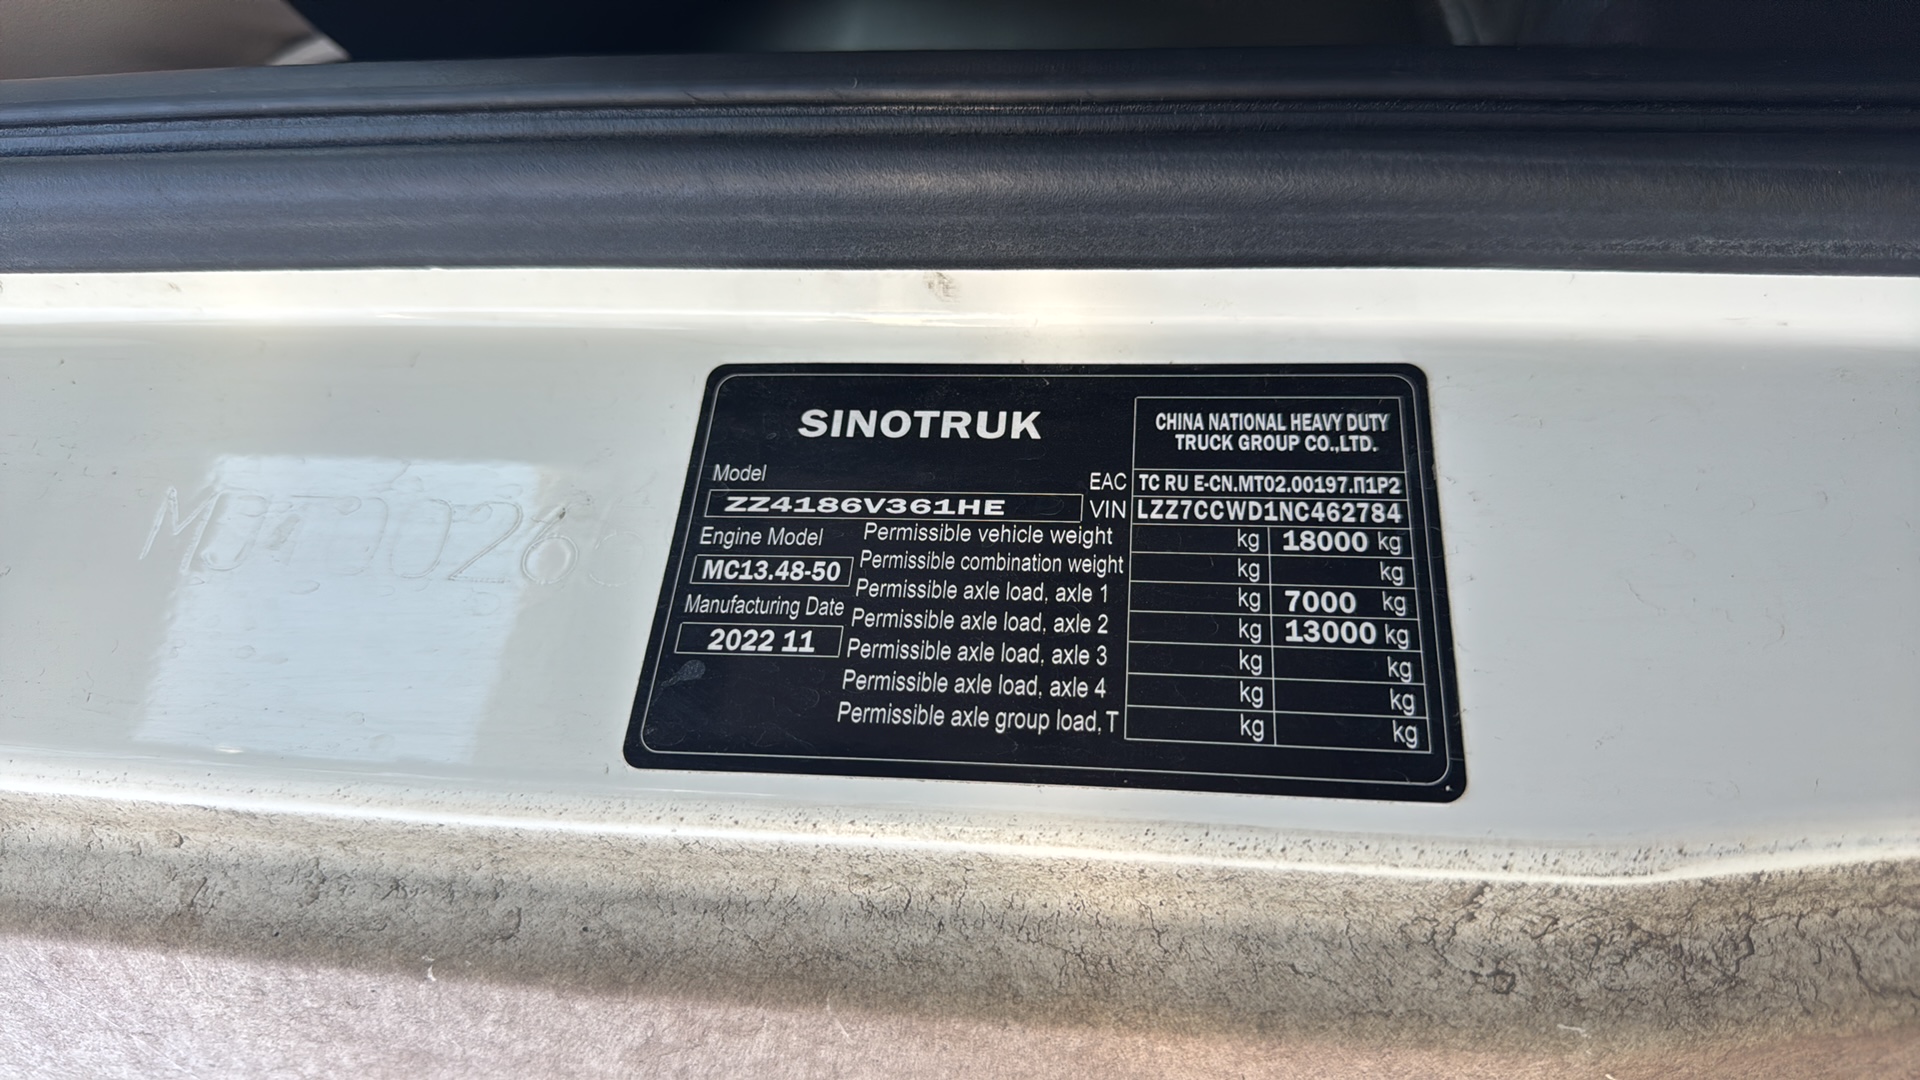 SINOTRUK
CHINA NATIONAL HEAVY DUTY
TRUCK GROUP CO.,LTD.
Model
EAC TC RU E-CN.MT02.00197.П1Р2
ZZ4186V361HE
VIN LZZ7CCWD1NC462784
Engine Model
MC13.48-50
Manufacturing Date
2022 11
Permissible vehicle weight kg 18000 kg
Permissible combination weight kg kg
Permissible axle load, axle 1 kg 7000 kg
Permissible axle load, axle 2 kg 13000 kg
Permissible axle load, axle 3 kg kg
Permissible axle load, axle 4 kg kg
Permissible axle group load, T kg kg